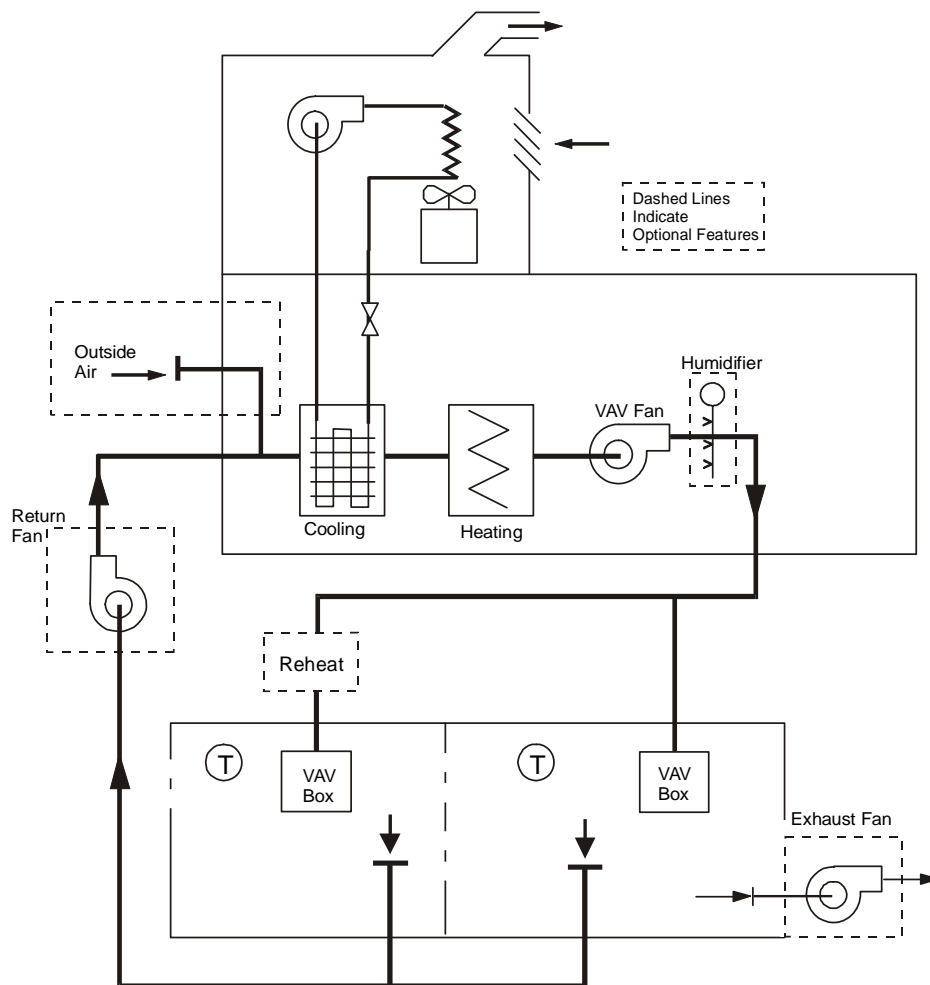 Dashed Lines
Indicate
Optional Features
Outside
Air
Humidifier
VAV Fan
Cooling
Heating
Return
Fan
Reheat
T
VAV
Box
T
VAV
Box
Exhaust Fan